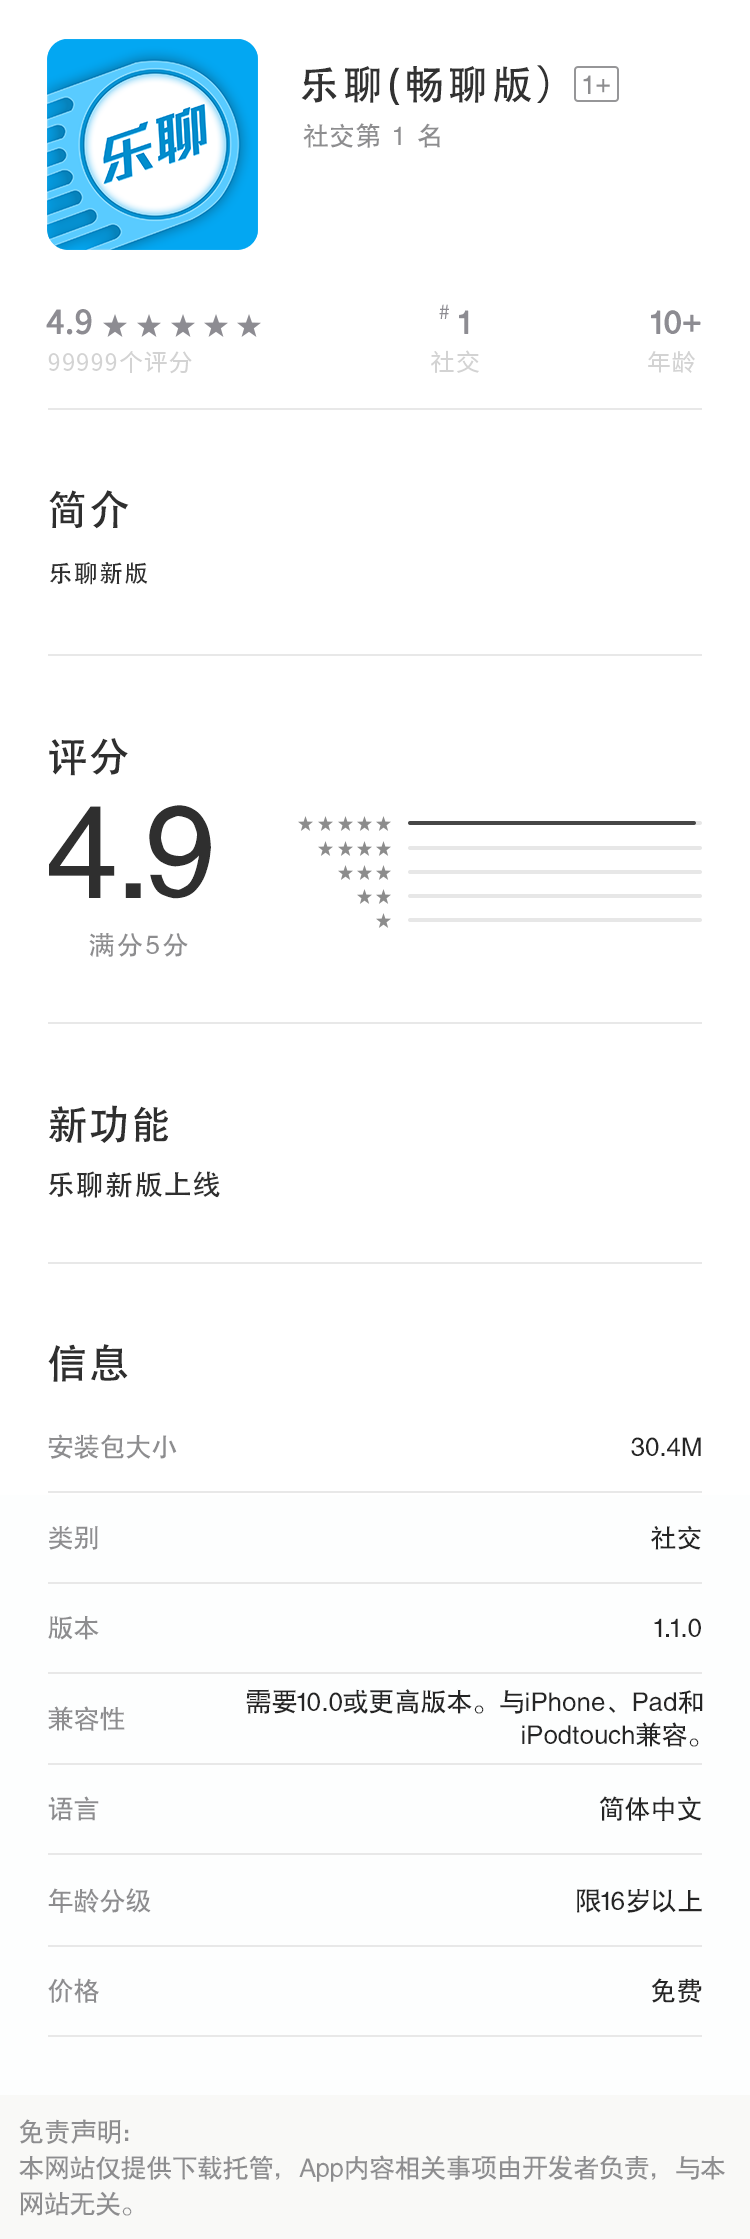 乐聊
乐聊(畅聊版） 1+
社交第 1 名
4.9 ★ ★ ★ ★ ★
# 1
10+
99999个评分
社交
年龄
简介
乐聊新版
评分
4.9
★★★★★
★★★★
★★★
★★
★
满分5分
新功能
乐聊新版上线
信息
安装包大小 30.4M
类别 社交
版本 1.1.0
兼容性 需要10.0或更高版本。与iPhone、Pad和
iPodtouch兼容。
语言 简体中文
年龄分级 限16岁以上
价格 免费
免责声明:
本网站仅提供下载托管，App内容相关事项由开发者负责，与本
网站无关。